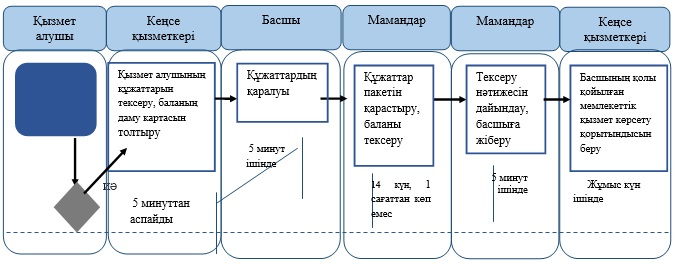 Қызмет
алушы
Кеңсе
қызметкері
Басшы
Мамандар
Мамандар
Кеңсе
қызметкері
Қызмет алушының
құжаттарын
тексеру, баланың
даму картасын
толтыру
Құжаттардың
қаралуы
Құжаттар
пакетін
қарастыру,
баланы
тексеру
Тексеру
нәтижесін
дайындау,
басшыға
жіберу
Басшының қолы
қойылған
мемлекеттік
қызмет көрсету
қорытындысын
беру
ИӘ
5 минуттан
аспайды
5 минут
ішінде
14 күн, 1
сағаттан көп
емес
5 минут
ішінде
Жұмыс күн
ішінде